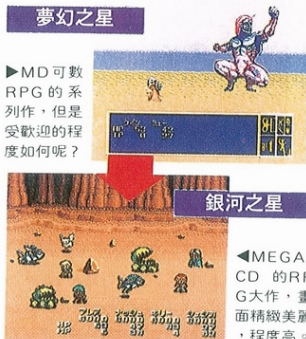 夢幻之星
▶MD可數
RPG的系
列作,但是
受歡迎的程
度如何呢?
銀河之星
◀MEGA
CD 的RP
G大作,畫
面精緻美麗
,程度高。